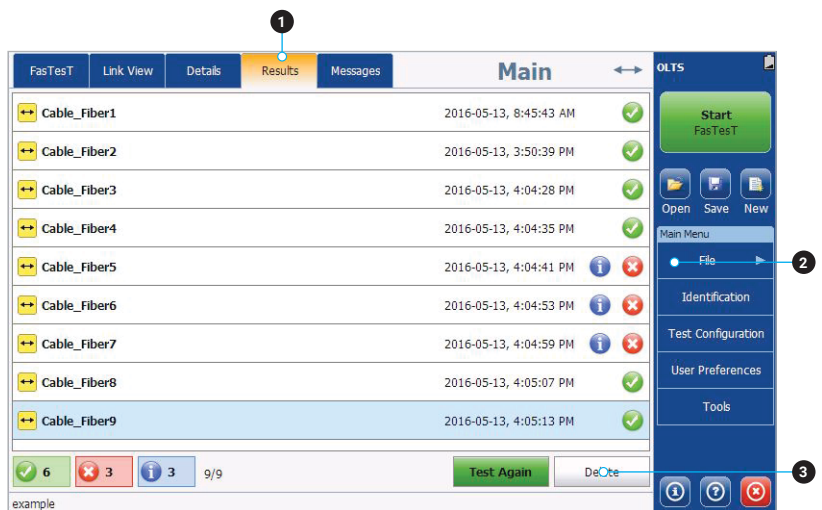 1
FasTesT Link View Details Results Messages Main OLTS
Cable_Fiber1 2016-05-13, 8:45:43 AM
Cable_Fiber2 2016-05-13, 3:50:39 PM
Cable_Fiber3 2016-05-13, 4:04:28 PM
Cable_Fiber4 2016-05-13, 4:04:35 PM
Cable_Fiber5 2016-05-13, 4:04:41 PM
Cable_Fiber6 2016-05-13, 4:04:53 PM
Cable_Fiber7 2016-05-13, 4:04:59 PM
Cable_Fiber8 2016-05-13, 4:05:07 PM
Cable_Fiber9 2016-05-13, 4:05:13 PM
6 3 3 9/9 Test Again Delete
example
Start
FasTesT
Open Save New
Main Menu
File
2
Identification
Test Configuration
User Preferences
Tools
3